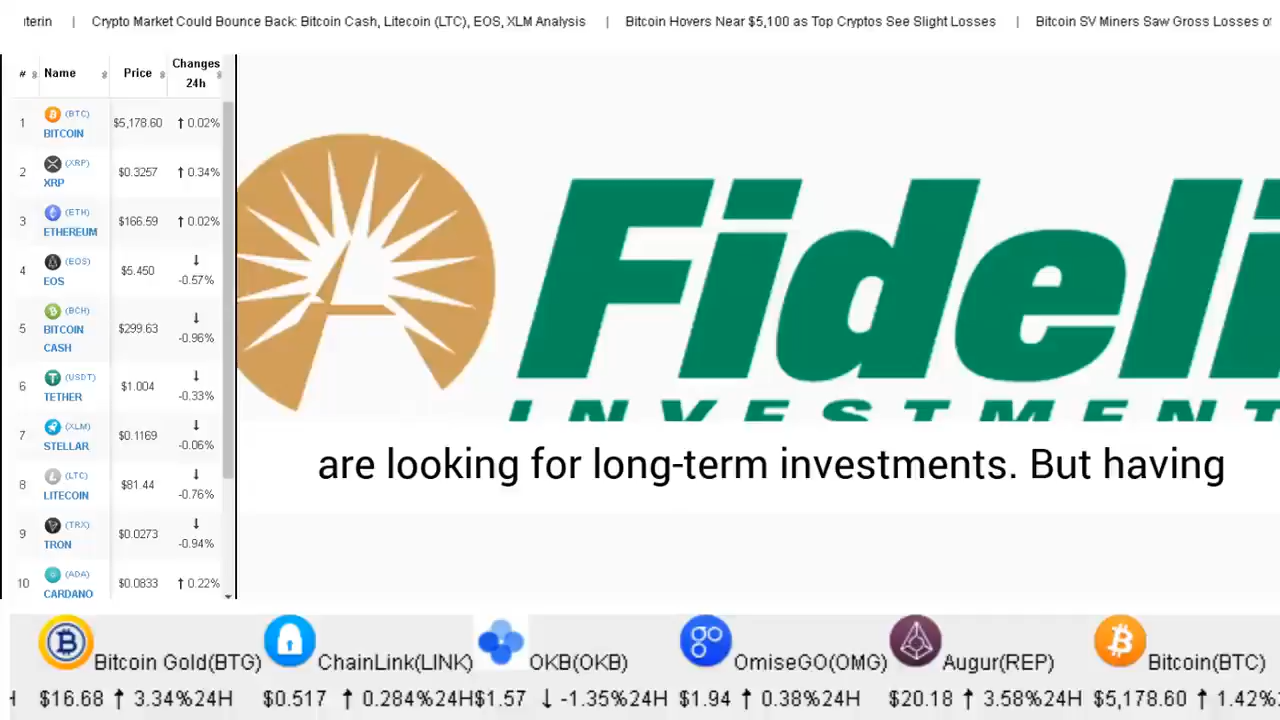 iterin | Crypto Market Could Bounce Back: Bitcoin Cash, Litecoin (LTC), EOS, XLM Analysis | Bitcoin Hovers Near $5,100 as Top Cryptos See Slight Losses | Bitcoin SV Miners Saw Gross Losses of
# Name Price Changes 24h
1 (BTC) BITCOIN $5,178.60 ↑ 0.02%
2 (XRP) XRP $0.3257 ↑ 0.34%
3 (ETH) ETHEREUM $166.59 ↑ 0.02%
4 (EOS) EOS $5.450 ↓ -0.57%
5 (BCH) BITCOIN CASH $299.63 ↓ -0.96%
6 (USDT) TETHER $1.004 ↓ -0.33%
7 (XLM) STELLAR $0.1169 ↓ -0.06%
8 (LTC) LITECOIN $81.44 ↓ -0.76%
9 (TRX) TRON $0.0273 ↓ -0.94%
10 (ADA) CARDANO $0.0833 ↑ 0.22%
Fideli
INVESTMENT
are looking for long-term investments. But having
Bitcoin Gold(BTG) ChainLink(LINK) OKB(OKB) OmiseGO(OMG) Augur(REP) Bitcoin(BTC)
$16.68 ↑ 3.34%24H $0.517 ↑ 0.284%24H $1.57 ↓ -1.35%24H $1.94 ↑ 0.38%24H $20.18 ↑ 3.58%24H $5,178.60 ↑ 1.42%